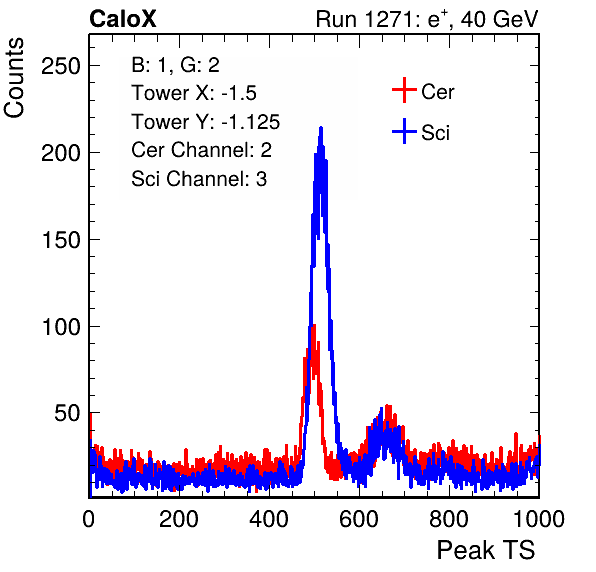 CaloX Run 1271: e+, 40 GeV
Counts
250
200
150
100
50
B: 1, G: 2
Tower X: -1.5
Tower Y: -1.125
Cer Channel: 2
Sci Channel: 3
Cer
Sci
0 200 400 600 800 1000
Peak TS